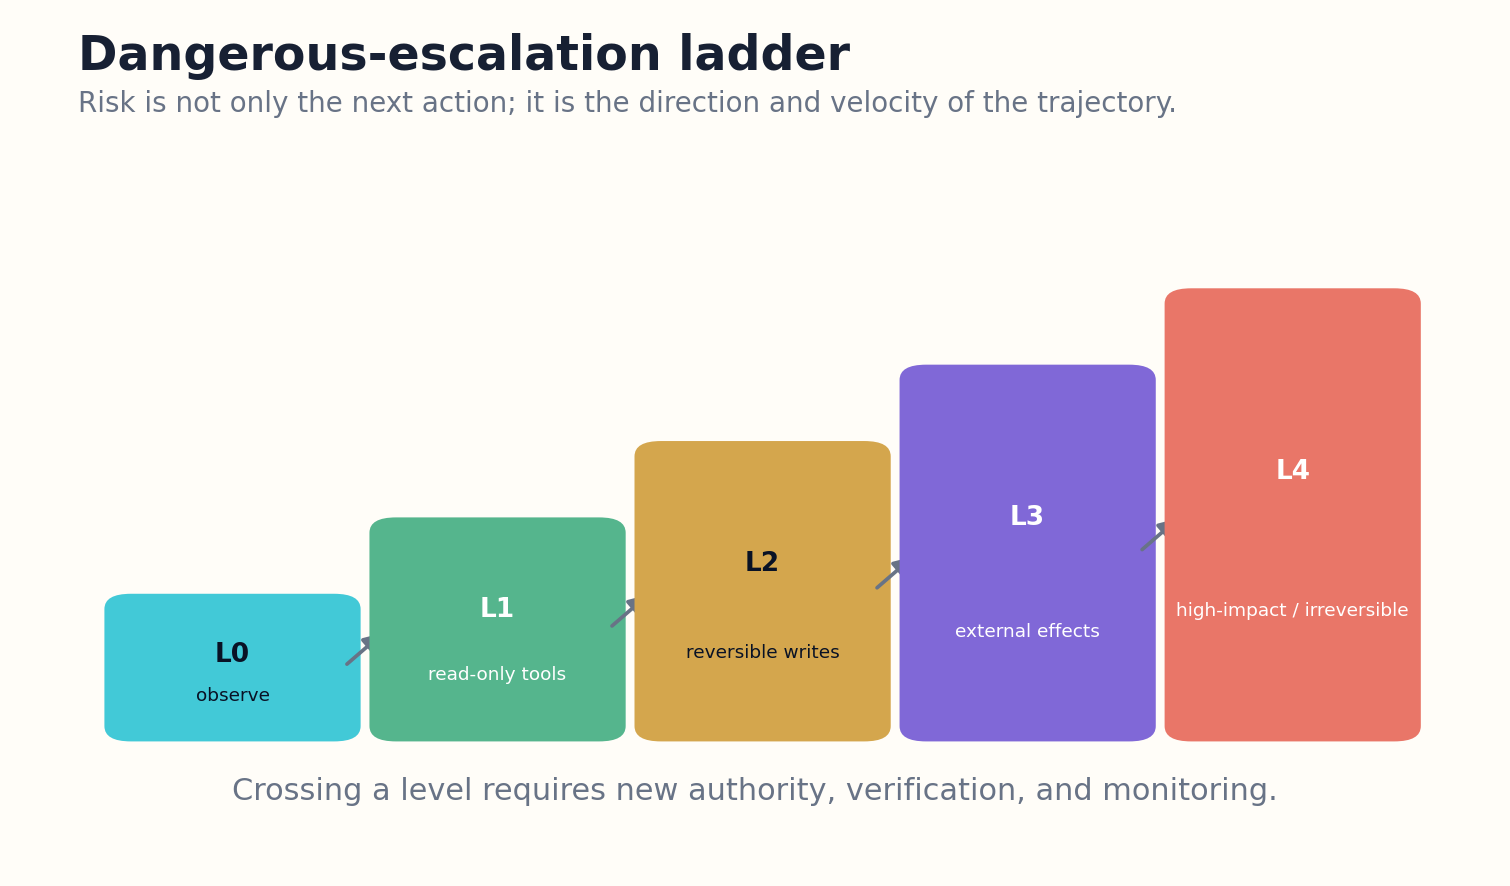 Dangerous-escalation ladder
Risk is not only the next action; it is the direction and velocity of the trajectory.
L0
observe
L1
read-only tools
L2
reversible writes
L3
external effects
L4
high-impact / irreversible
Crossing a level requires new authority, verification, and monitoring.